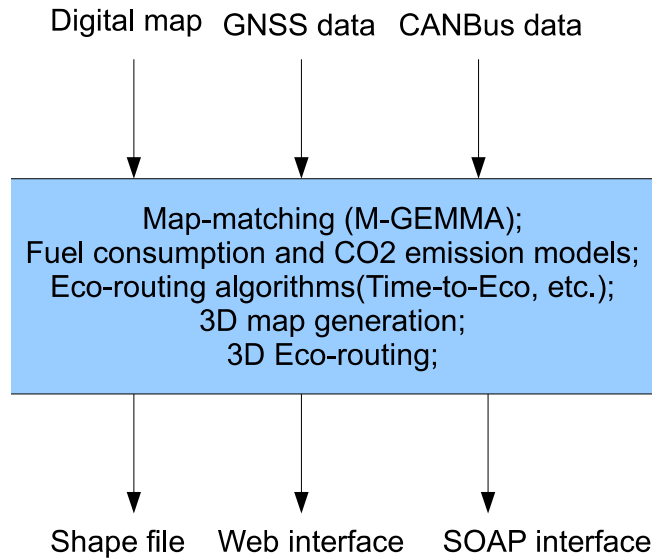 Digital map GNSS data CANBus data
Map-matching (M-GEMMA);
Fuel consumption and CO2 emission models;
Eco-routing algorithms(Time-to-Eco, etc.);
3D map generation;
3D Eco-routing;
Shape file Web interface SOAP interface